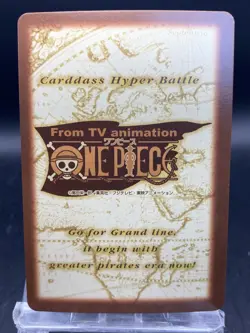 Carddass Hyper Battle
From TV animation
ワンピース
ONE PIECE
Go for Grand line.
it begin with
greater pirates era now!